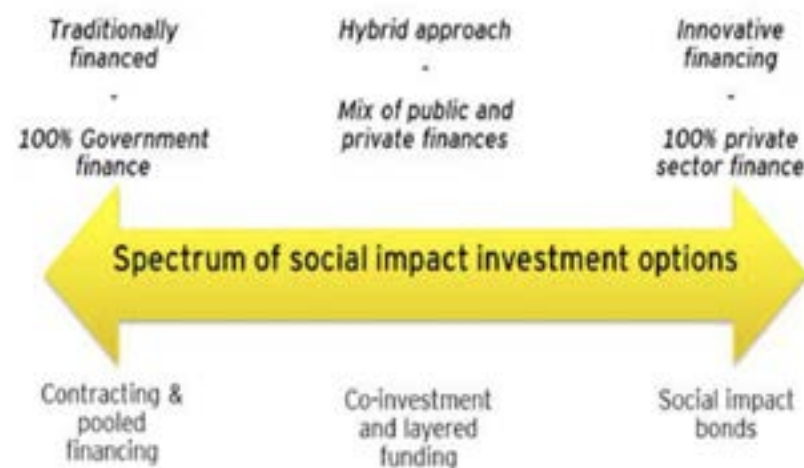 Traditionally
financed
-
100% Government
finance
Hybrid approach
-
Mix of public and
private finances
Innovative
financing
-
100% private
sector finance
Spectrum of social impact investment options
Contracting &
pooled
financing
Co-investment
and layered
funding
Social impact
bonds